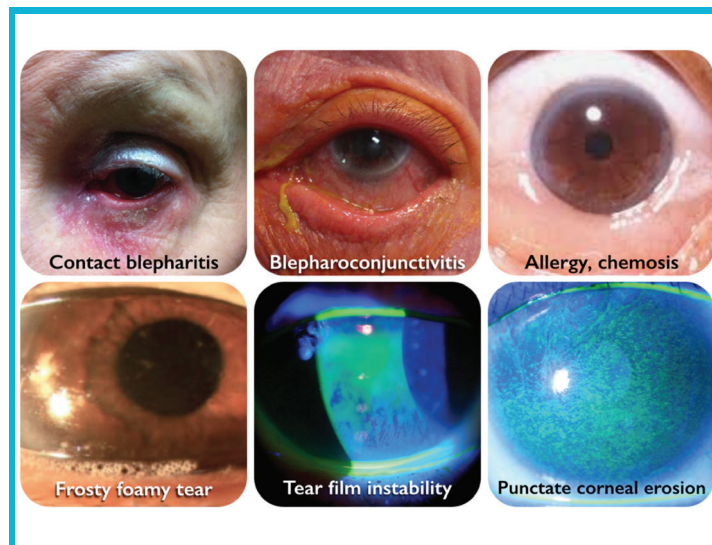 Contact blepharitis
Blepharoconjunctivitis
Allergy, chemosis
Frosty foamy tear
Tear film instability
Punctate corneal erosion